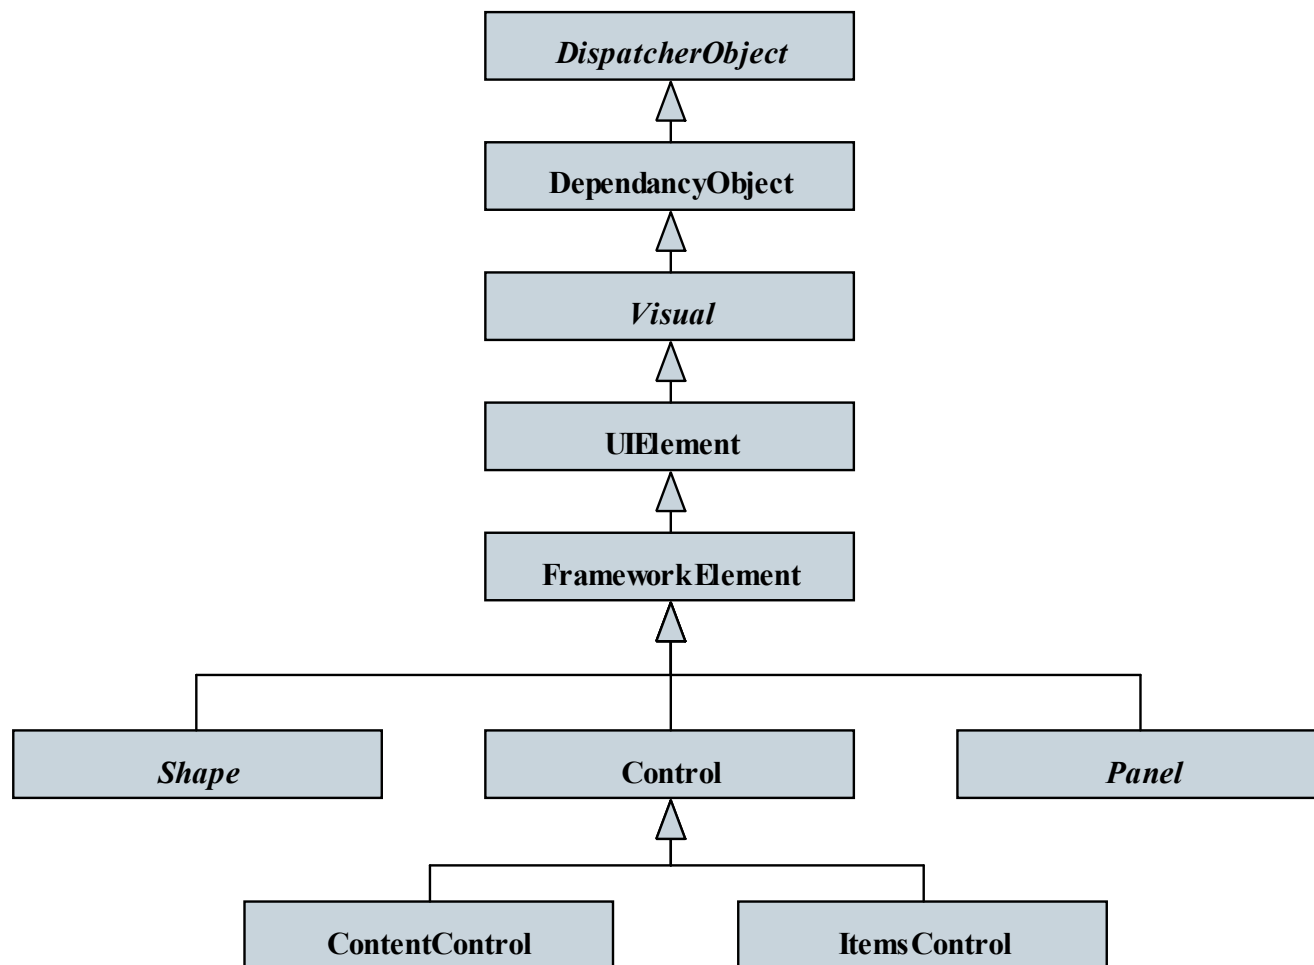 DispatcherObject
DependancyObject
Visual
UIElement
FrameworkElement
Shape
Control
Panel
ContentControl
ItemsControl